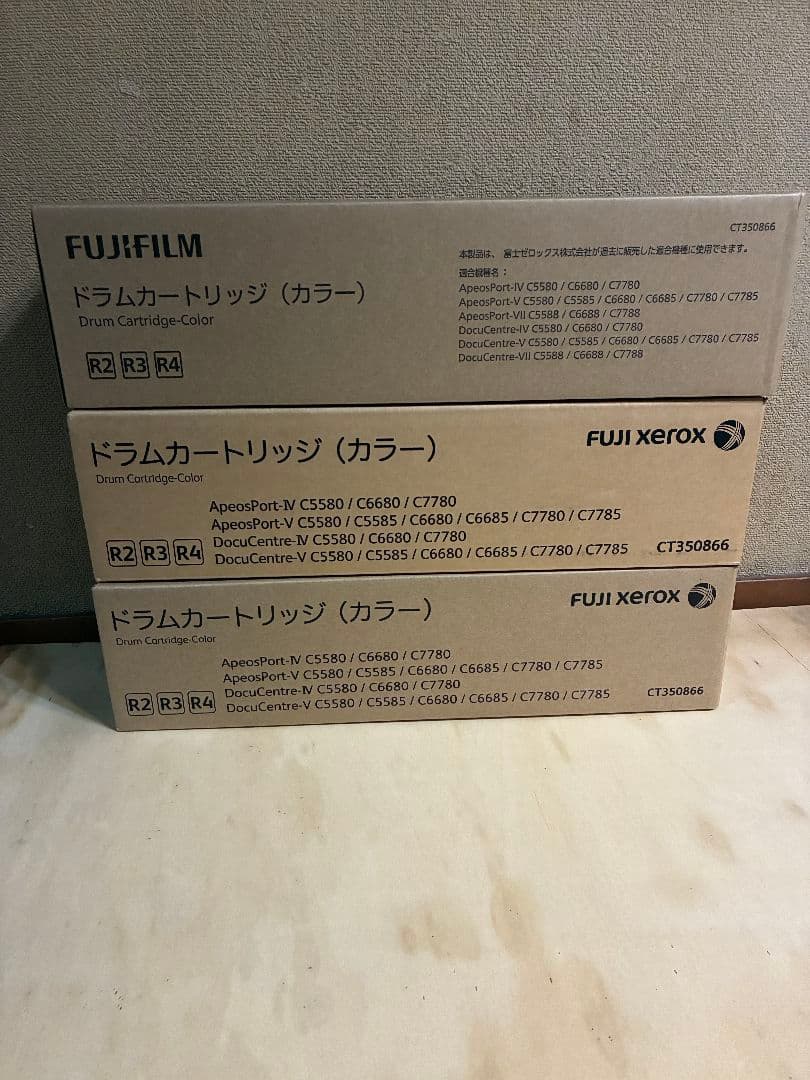 FUJIFILM
CT350866
ドラムカートリッジ（カラー）
Drum Cartridge-Color
R2 R3 R4
本製品は、富士ゼロックス株式会社が過去に販売した適合機種に使用できます。
適合機種名：
ApeosPort-Ⅳ C5580 / C6680 / C7780
ApeosPort-Ⅴ C5580 / C5585 / C6680 / C6685 / C7780 / C7785
ApeosPort-Ⅶ C5588 / C6688 / C7788
DocuCentre-Ⅳ C5580 / C6680 / C7780
DocuCentre-Ⅴ C5580 / C5585 / C6680 / C6685 / C7780 / C7785
DocuCentre-Ⅶ C5588 / C6688 / C7788
ドラムカートリッジ（カラー）
FUJI xerox
Drum Cartridge-Color
ApeosPort-Ⅳ C5580 / C6680 / C7780
ApeosPort-Ⅴ C5580 / C5585 / C6680 / C6685 / C7780 / C7785
DocuCentre-Ⅳ C5580 / C6680 / C7780
DocuCentre-Ⅴ C5580 / C5585 / C6680 / C6685 / C7780 / C7785
R2 R3 R4
CT350866
ドラムカートリッジ（カラー）
FUJI xerox
Drum Cartridge-Color
ApeosPort-Ⅳ C5580 / C6680 / C7780
ApeosPort-Ⅴ C5580 / C5585 / C6680 / C6685 / C7780 / C7785
DocuCentre-Ⅳ C5580 / C6680 / C7780
DocuCentre-Ⅴ C5580 / C5585 / C6680 / C6685 / C7780 / C7785
R2 R3 R4
CT350866